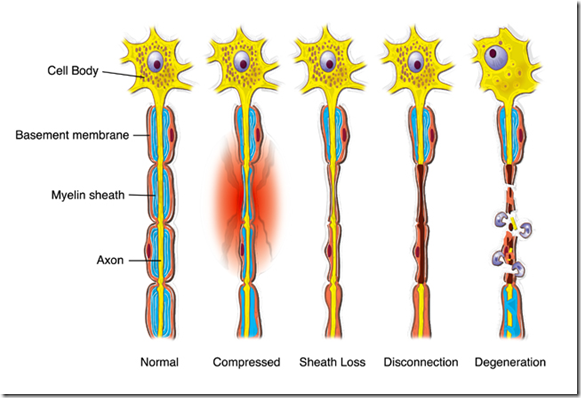 Cell Body
Basement membrane
Myelin sheath
Axon
Normal Compressed Sheath Loss Disconnection Degeneration